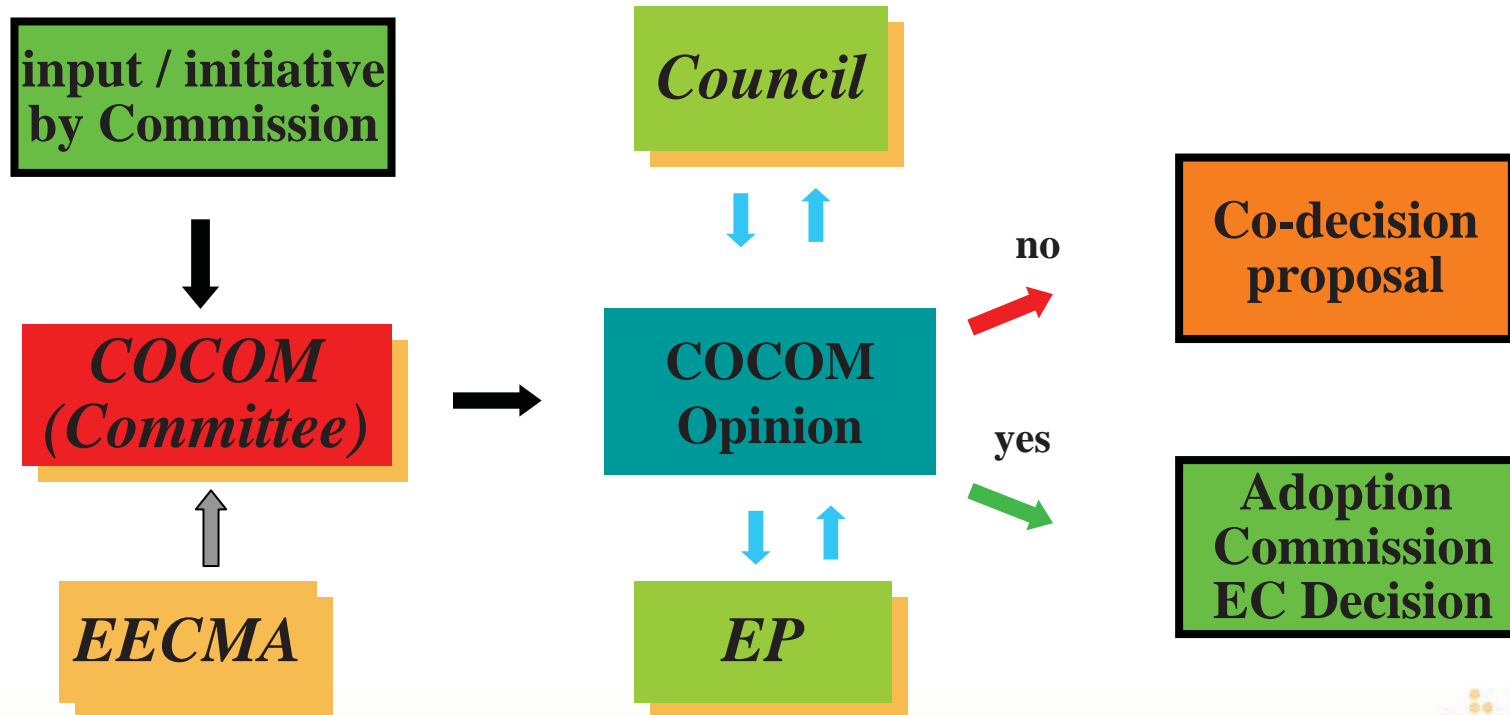 input / initiative
by Commission
Council
no
Co-decision
proposal
COCOM
(Committee)
COCOM
Opinion
yes
Adoption
Commission
EC Decision
EECMA
EP